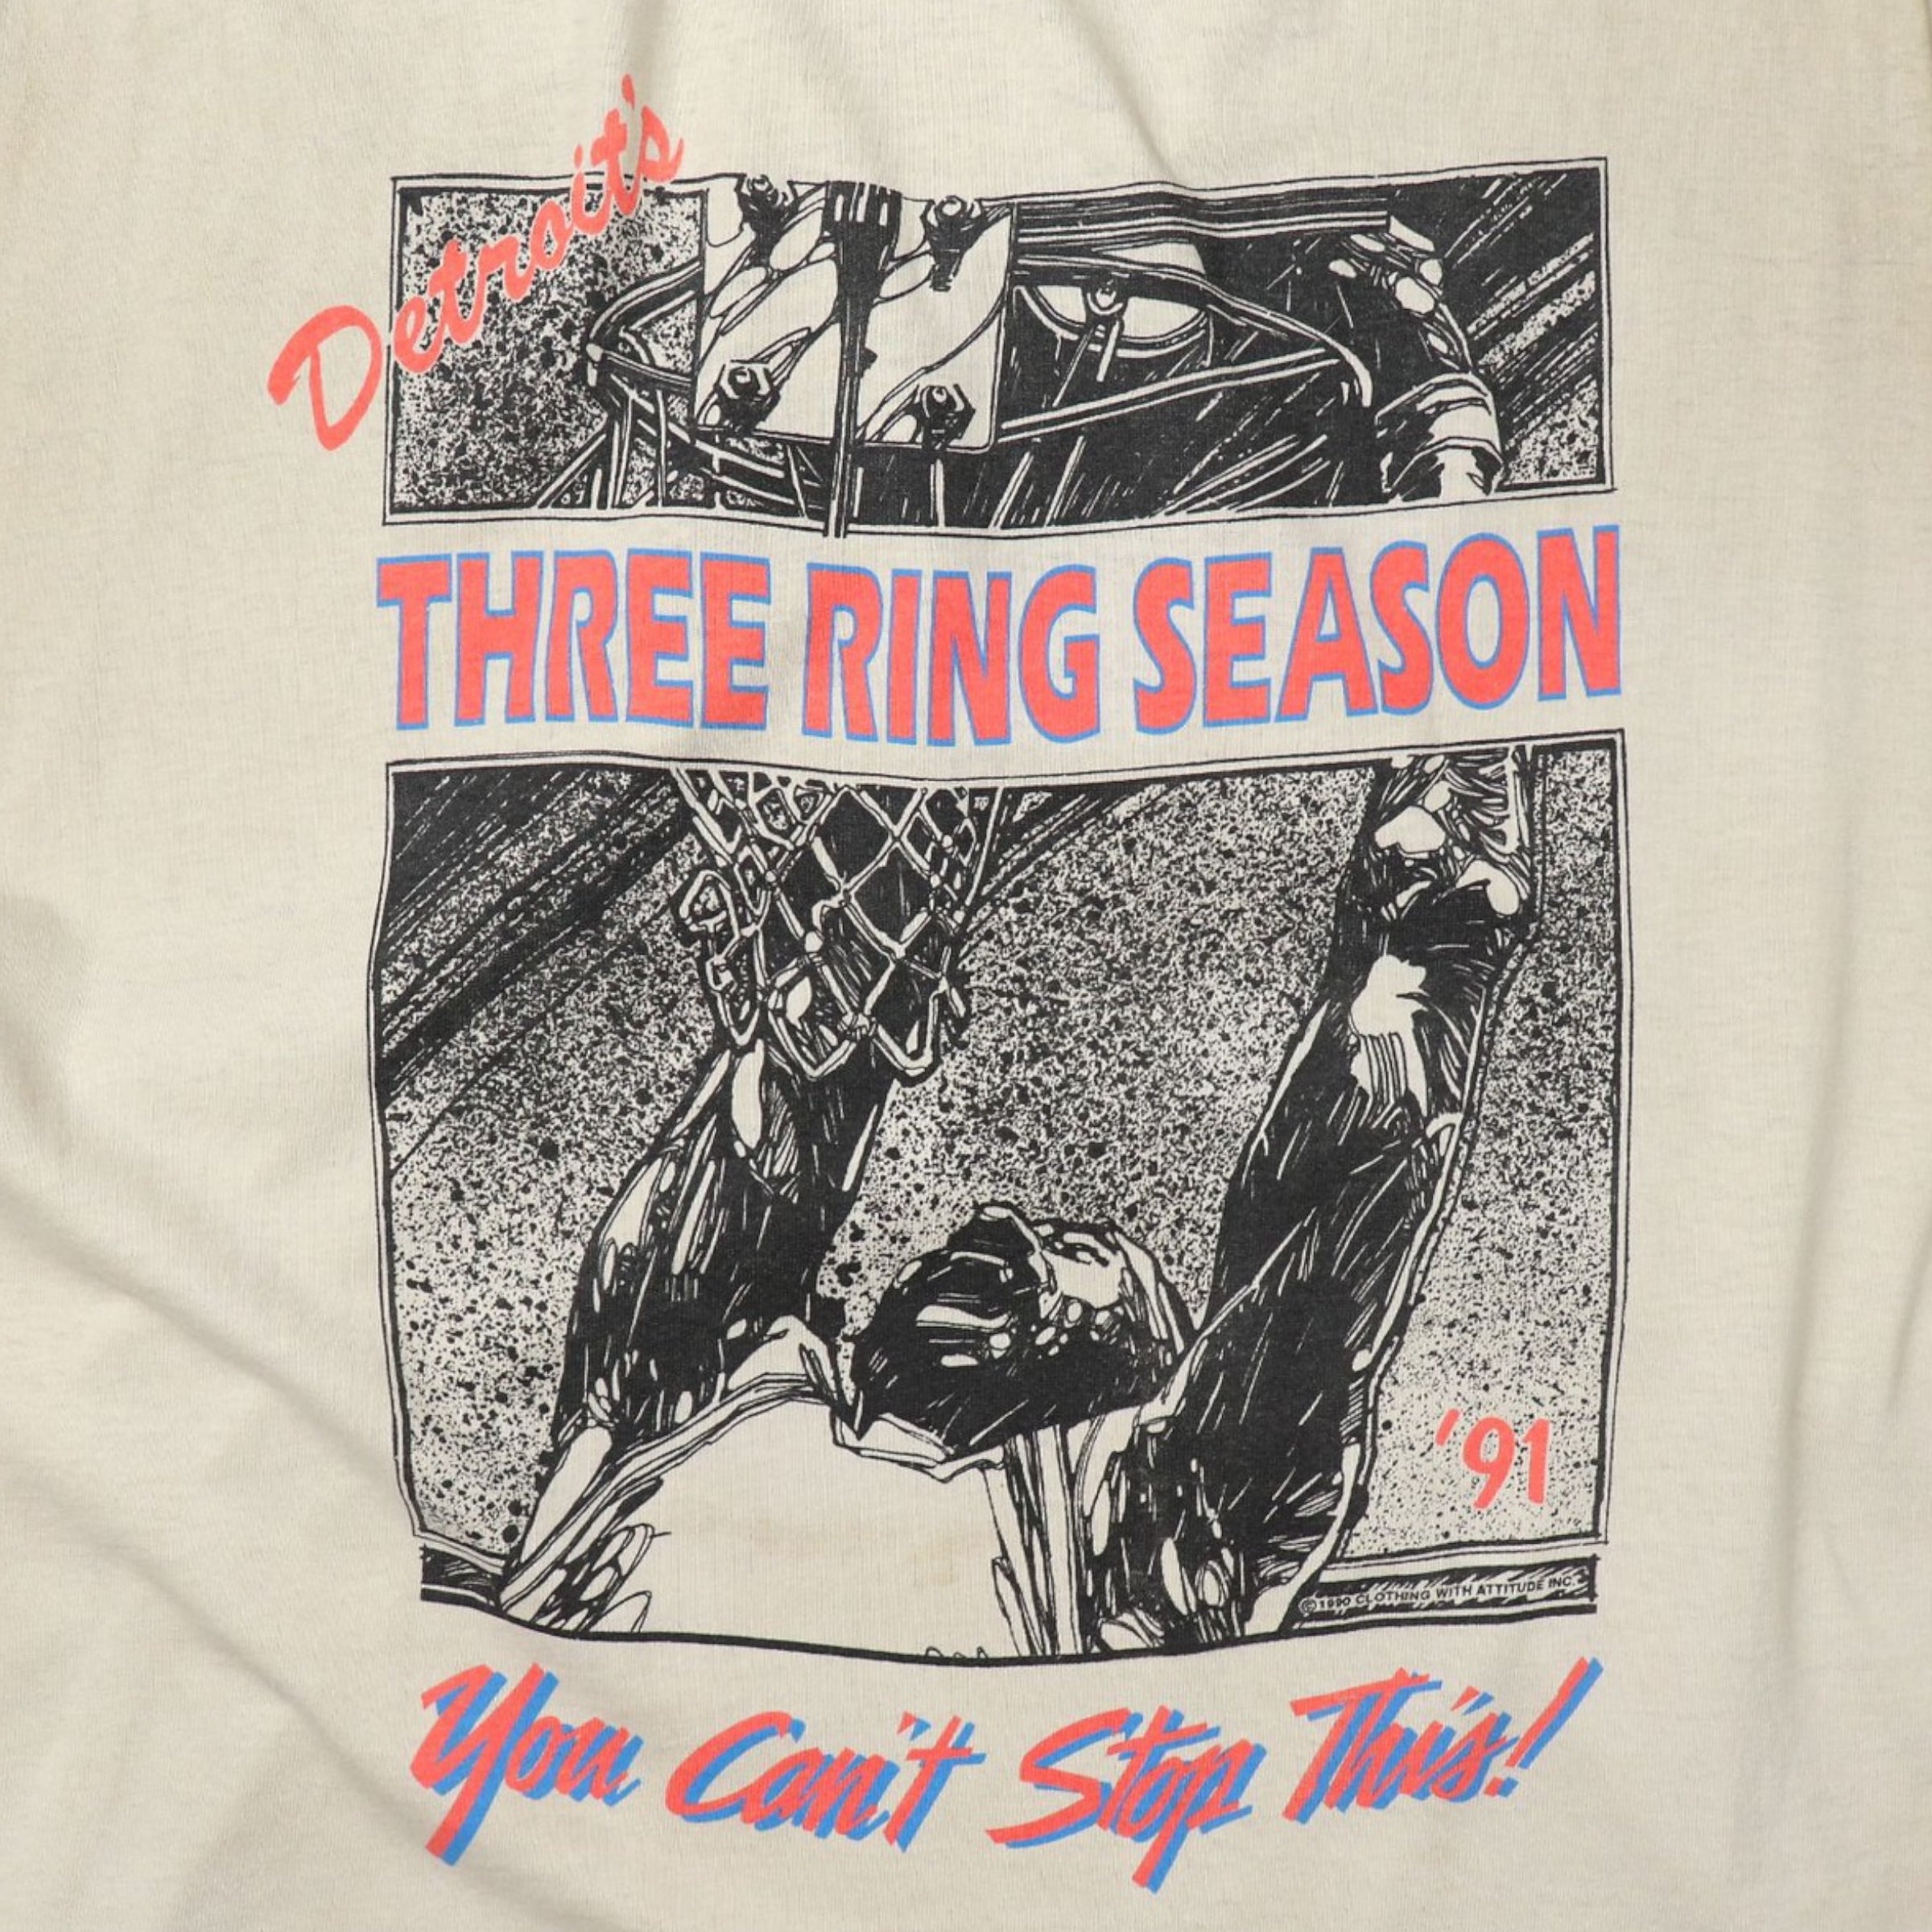 Detroit's
THREE RING SEASON
'91
©1990 CLOTHING WITH ATTITUDE INC.
You Can't Stop This!